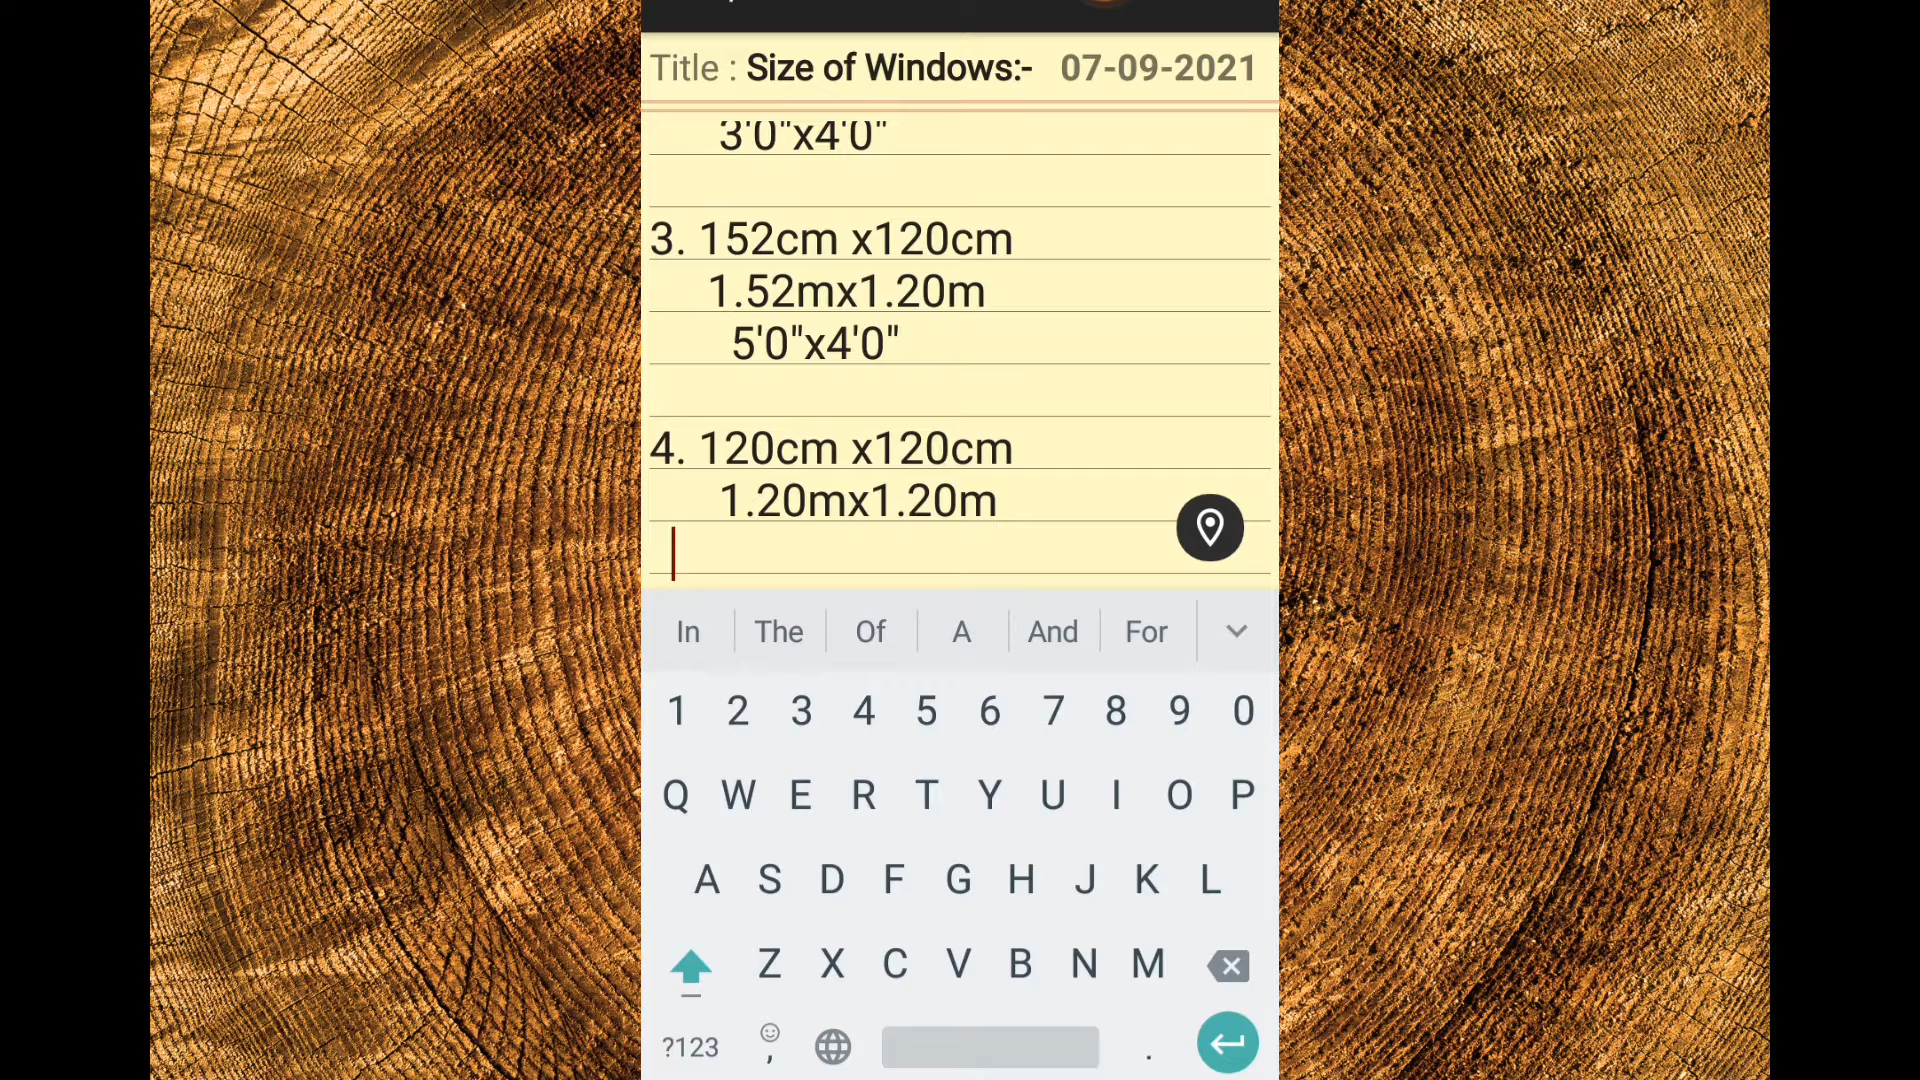 Title : Size of Windows:- 07-09-2021
3'0"x4'0"
3. 152cm x120cm
1.52mx1.20m
5'0"x4'0"
4. 120cm x120cm
1.20mx1.20m
In The Of A And For
1 2 3 4 5 6 7 8 9 0
Q W E R T Y U I O P
A S D F G H J K L
Z X C V B N M
?123 , .